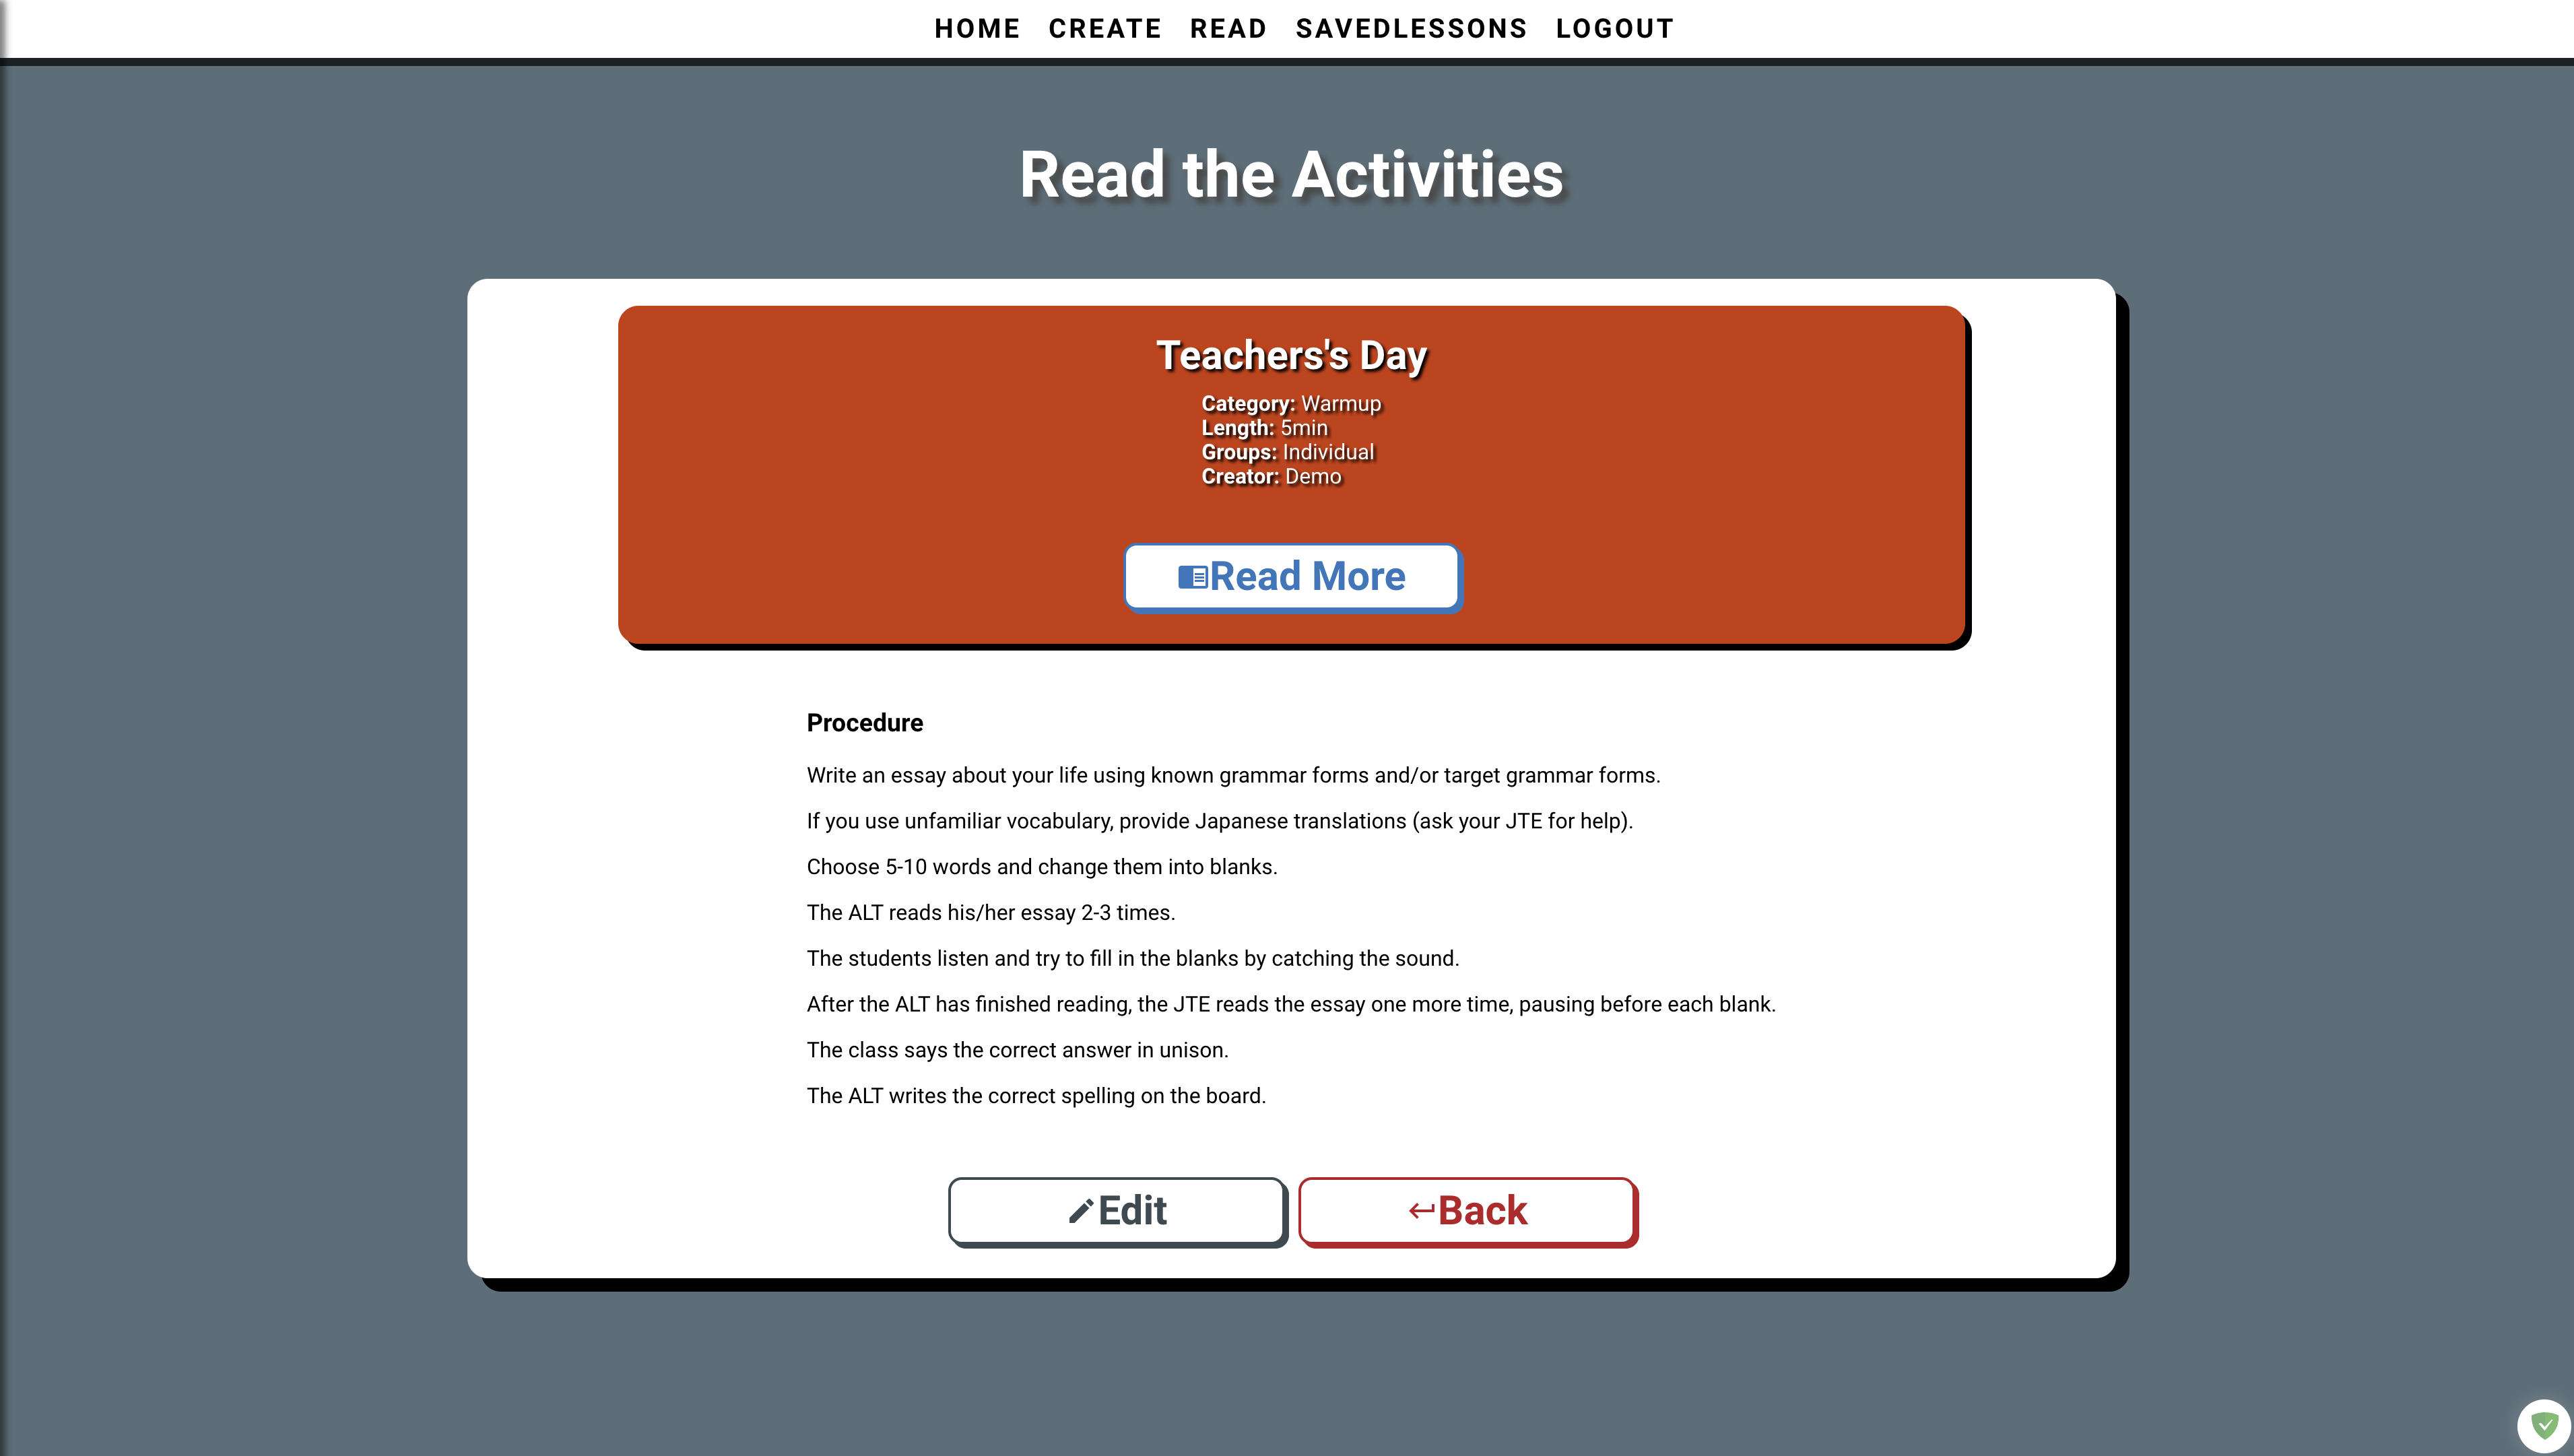 HOME CREATE READ SAVEDLESSONS LOGOUT
Read the Activities
Teachers's Day
Category: Warmup
Length: 5min
Groups: Individual
Creator: Demo
Read More
Procedure
Write an essay about your life using known grammar forms and/or target grammar forms.
If you use unfamiliar vocabulary, provide Japanese translations (ask your JTE for help).
Choose 5-10 words and change them into blanks.
The ALT reads his/her essay 2-3 times.
The students listen and try to fill in the blanks by catching the sound.
After the ALT has finished reading, the JTE reads the essay one more time, pausing before each blank.
The class says the correct answer in unison.
The ALT writes the correct spelling on the board.
Edit Back